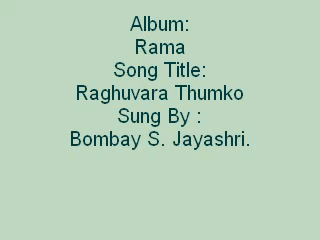 Album:
Rama
Song Title:
Raghuvara Thumko
Sung By :
Bombay S. Jayashri.